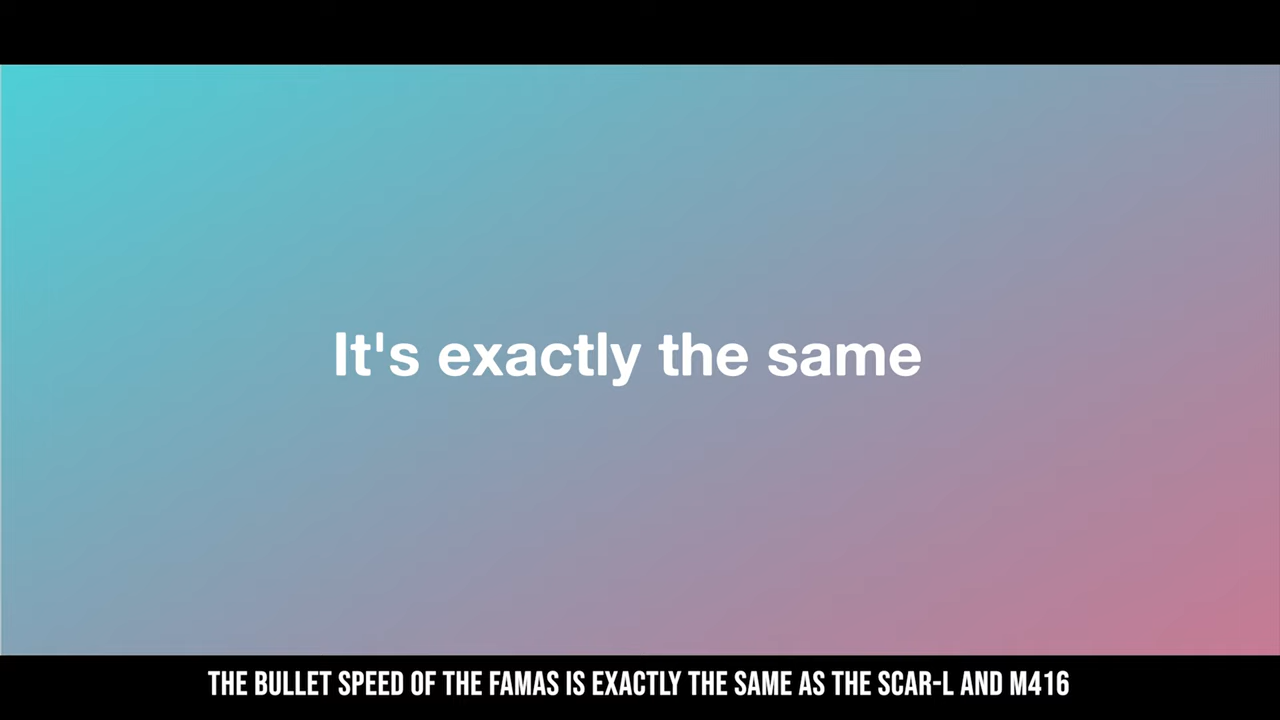 It's exactly the same
THE BULLET SPEED OF THE FAMAS IS EXACTLY THE SAME AS THE SCAR-L AND M416